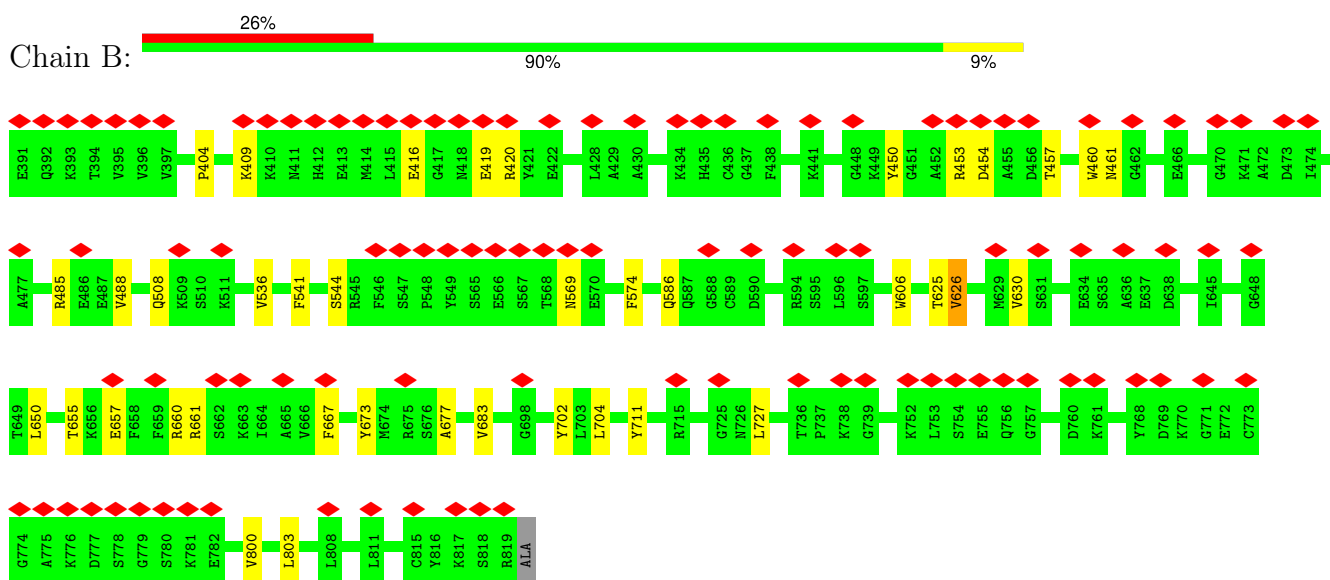 26%
Chain B:
90% 9%
E391 Q392 K393 T394 V395 V396 V397 P404 K409 K410 N411 H412 E413 M414 L415 E416 G417 N418 E419 R420 Y421 E422 L428 A429 A430 K434 H435 C436 G437 F438 K441 G448 K449 Y450 G451 A452 R453 D454 A455 D456 T457 W460 N461 G462 E466 G470 K471 A472 D473 I474
A477 R485 E486 E487 V488 Q508 K509 S510 K511 V536 F541 S544 R545 F546 S547 P548 Y549 S565 E566 S567 T568 N569 E570 F574 Q586 Q587 G588 C589 D590 R594 S595 L596 S597 W606 T625 V626 M629 V630 S631 E634 S635 A636 E637 D638 I645 G648
T649 L650 T655 K656 E657 F658 F659 R660 R661 S662 K663 I664 A665 V666 F667 Y673 M674 R675 S676 A677 V683 G698 Y702 L703 L704 Y711 R715 G725 N726 L727 T736 P737 K738 G739 K752 L753 S754 E755 Q756 G757 D760 K761 Y768 D769 K770 G771 E772 C773
G774 A775 K776 D777 S778 G779 S780 K781 E782 V800 L803 L808 L811 C815 Y816 K817 S818 R819 ALA